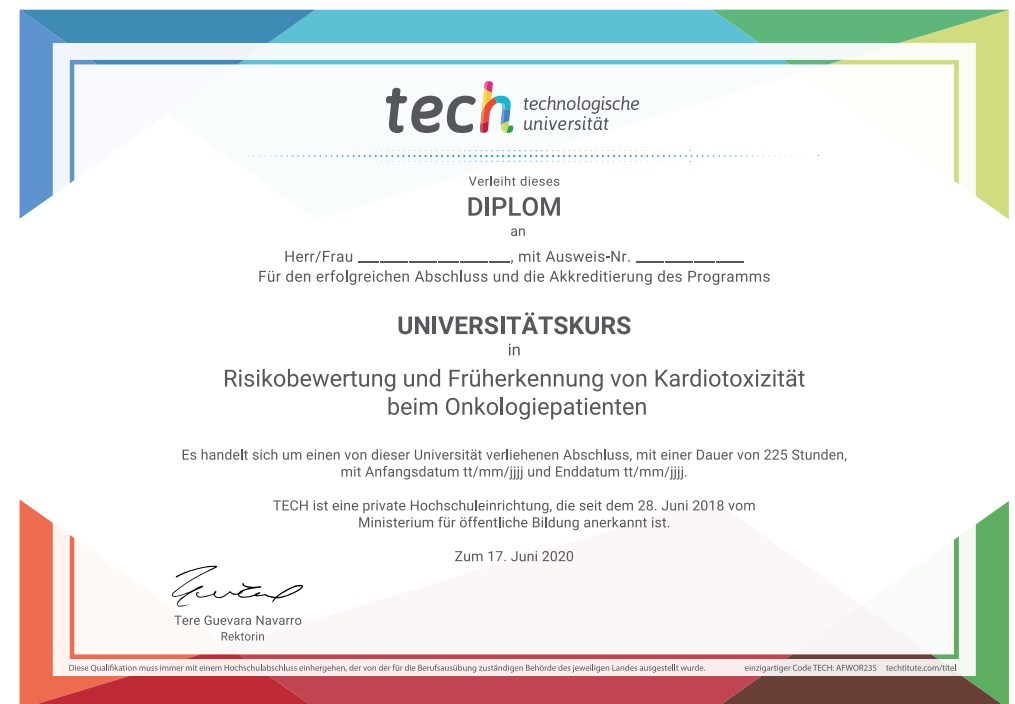 tech technologische
universität
Verleiht dieses
DIPLOM
an
Herr/Frau ____________________, mit Ausweis-Nr. ______________
Für den erfolgreichen Abschluss und die Akkreditierung des Programms
UNIVERSITÄTSKURS
in
Risikobewertung und Früherkennung von Kardiotoxizität
beim Onkologiepatienten
Es handelt sich um einen von dieser Universität verliehenen Abschluss, mit einer Dauer von 225 Stunden,
mit Anfangsdatum tt/mm/jjjj und Enddatum tt/mm/jjjj.
TECH ist eine private Hochschuleinrichtung, die seit dem 28. Juni 2018 vom
Ministerium für öffentliche Bildung anerkannt ist.
Zum 17. Juni 2020
Tere Guevara Navarro
Rektorin
Diese Qualifikation muss immer mit einem Hochschulabschluss einhergehen, der von der für die Berufsausübung zuständigen Behörde des jeweiligen Landes ausgestellt wurde. einzigartiger Code TECH: AFWOR23S techtitute.com/titel